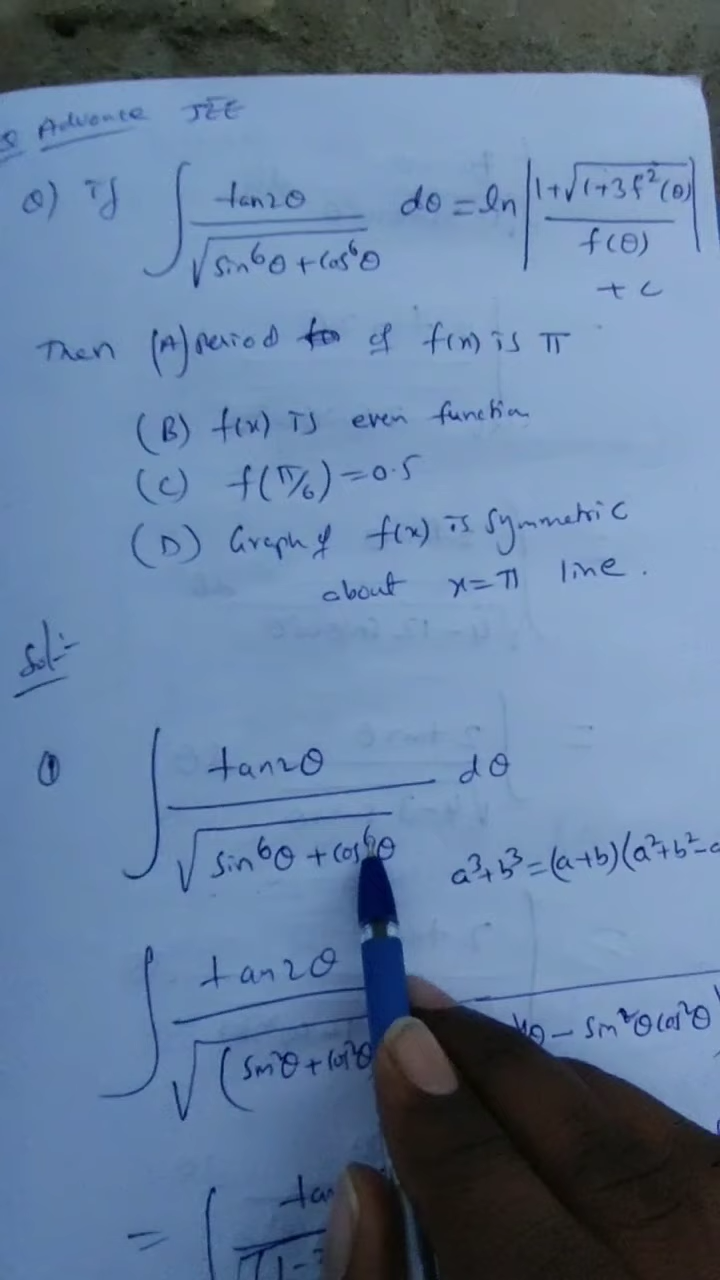 Advance JEE
Q) If ∫ tan2θ / √(sin⁶θ + cos⁶θ) dθ = ln | (1+√(1+3f²(θ))) / f(θ) |
+ c
Then (A) period of f(x) is π
(B) f(x) is even function
(C) f(π/6) = 0.5
(D) Graph of f(x) is symmetric
about x = π line.
Sol:-
① ∫ tan2θ / √(sin⁶θ + cos⁶θ) dθ
a³+b³ = (a+b)(a²+b²-
∫ tan2θ / √(sin²θ + cos²θ - sin²θcos²θ
= ∫ tan / √(1-